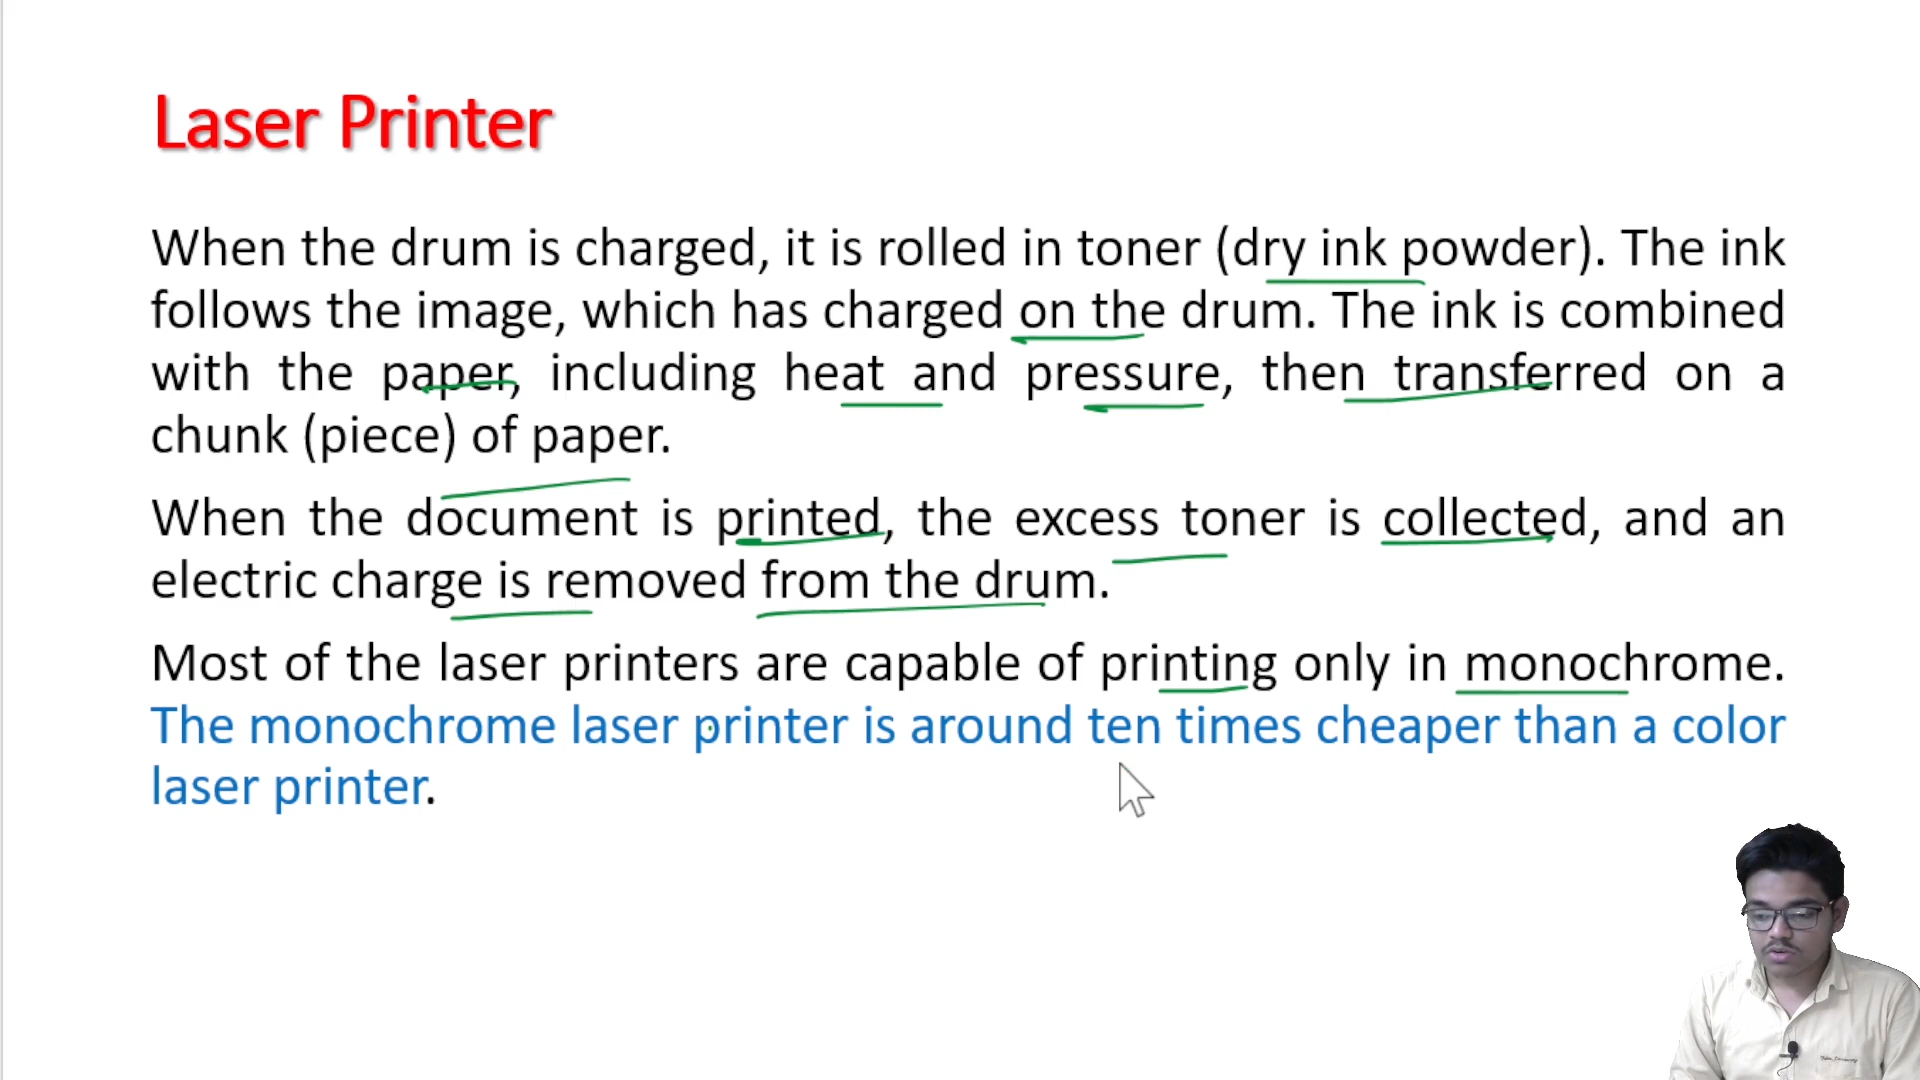 Laser Printer
When the drum is charged, it is rolled in toner (dry ink powder). The ink
follows the image, which has charged on the drum. The ink is combined
with the paper, including heat and pressure, then transferred on a
chunk (piece) of paper.
When the document is printed, the excess toner is collected, and an
electric charge is removed from the drum.
Most of the laser printers are capable of printing only in monochrome.
The monochrome laser printer is around ten times cheaper than a color
laser printer.